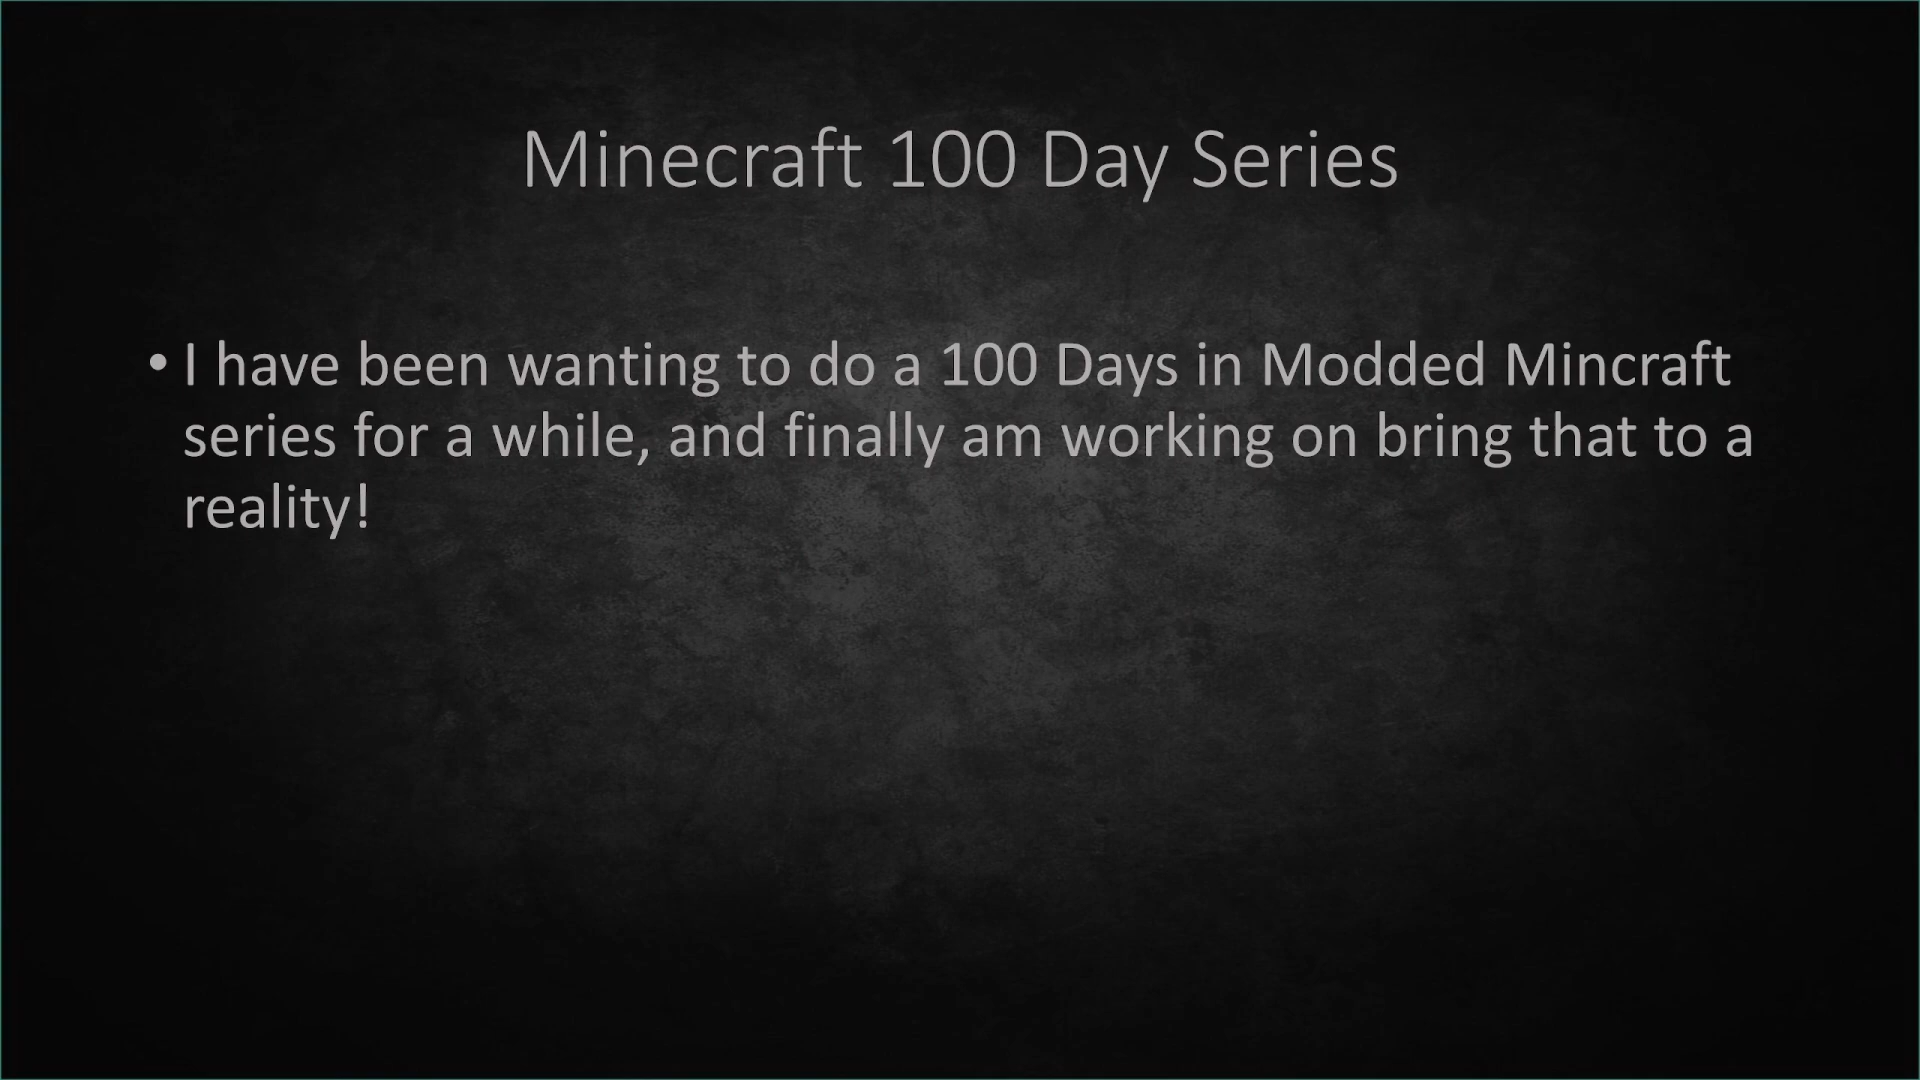 Minecraft 100 Day Series
• I have been wanting to do a 100 Days in Modded Mincraft
series for a while, and finally am working on bring that to a
reality!